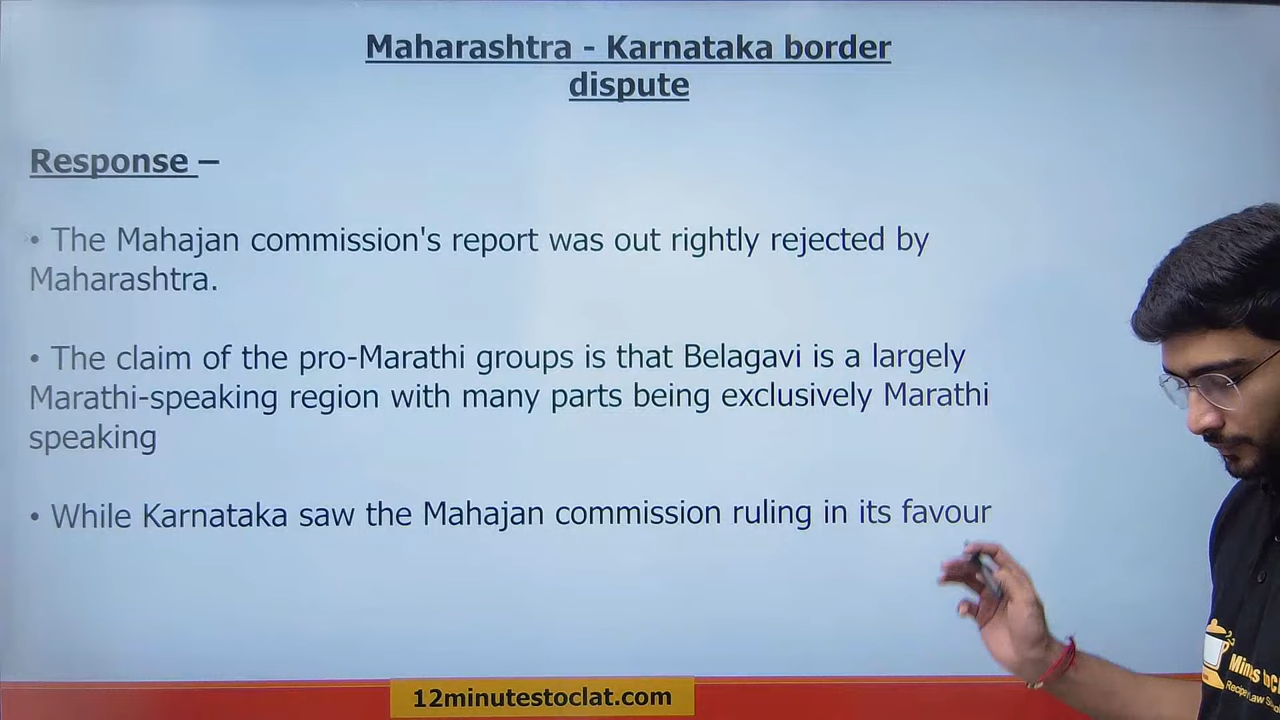 Maharashtra - Karnataka border
dispute
Response –
• The Mahajan commission's report was out rightly rejected by
Maharashtra.
• The claim of the pro-Marathi groups is that Belagavi is a largely
Marathi-speaking region with many parts being exclusively Marathi
speaking
• While Karnataka saw the Mahajan commission ruling in its favour
12minutestoclat.com